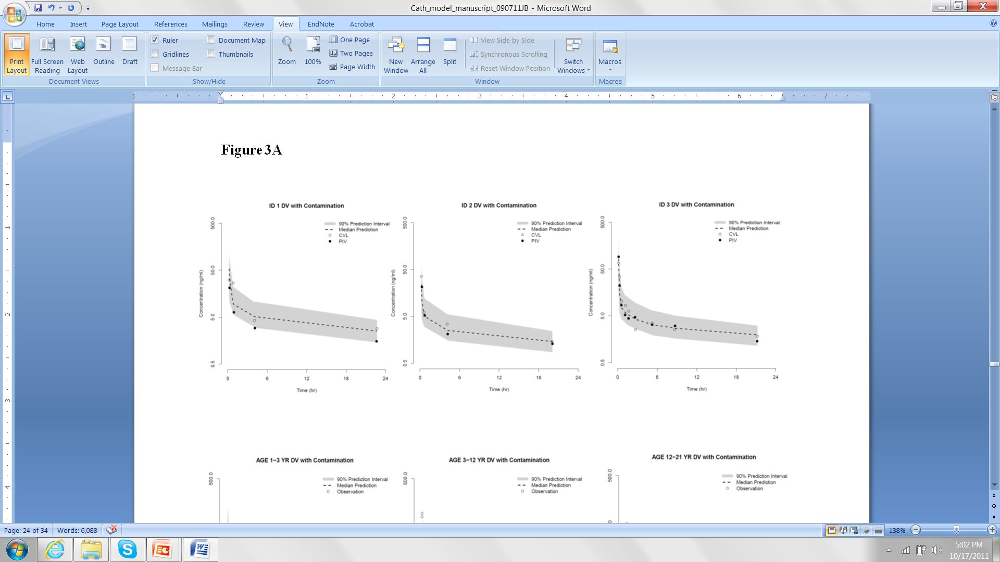 Cath_model_manuscript_090711JB - Microsoft Word
Home Insert Page Layout References Mailings Review View EndNote Acrobat
Print Layout
Full Screen Reading
Web Layout
Outline
Draft
Document Views
Ruler
Gridlines
Message Bar
Document Map
Thumbnails
Show/Hide
Zoom
100%
One Page
Two Pages
Page Width
Zoom
New Window
Arrange All
Split
View Side by Side
Synchronous Scrolling
Reset Window Position
Window
Switch Windows
Macros
Macros
1 1 2 3 4 5 6 7
1
2
3
4
Figure 3A
ID 1 DV with Contamination
90% Prediction Interval
Median Prediction
CVL
PIV
Concentration (ng/ml)
500.0
50.0
5.0
0.5
0 6 12 18 24
Time (hr)
ID 2 DV with Contamination
90% Prediction Interval
Median Prediction
CVL
PIV
Concentration (ng/ml)
500.0
50.0
5.0
0.5
0 6 12 18 24
Time (hr)
ID 3 DV with Contamination
90% Prediction Interval
Median Prediction
CVL
PIV
Concentration (ng/ml)
500.0
50.0
5.0
0.5
0 6 12 18 24
Time (hr)
AGE 1-3 YR DV with Contamination
500.0
90% Prediction Interval
Median Prediction
Observation
AGE 3-12 YR DV with Contamination
500.0
90% Prediction Interval
Median Prediction
Observation
AGE 12-21 YR DV with Contamination
500.0
90% Prediction Interval
Median Prediction
Observation
Page: 24 of 34 Words: 6,088 138%
5:02 PM
10/17/2011